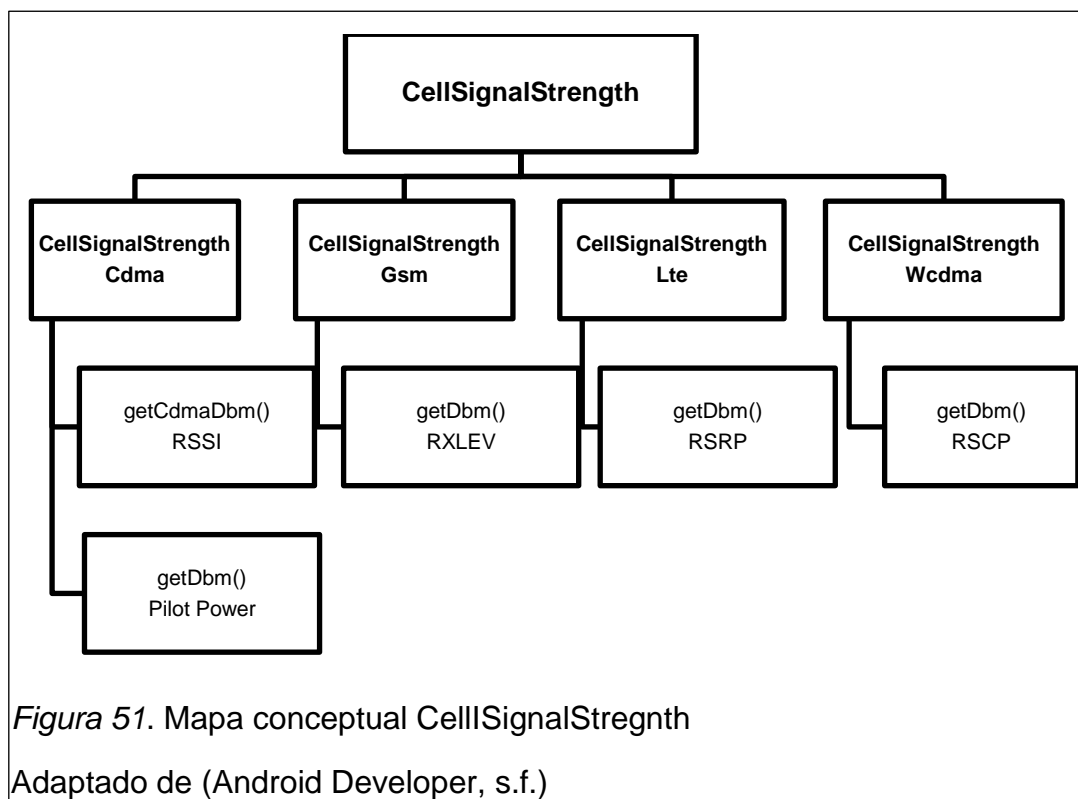 CellSignalStrength
CellSignalStrength
Cdma
CellSignalStrength
Gsm
CellSignalStrength
Lte
CellSignalStrength
Wcdma
getCdmaDbm()
RSSI
getDbm()
RXLEV
getDbm()
RSRP
getDbm()
RSCP
getDbm()
Pilot Power
Figura 51. Mapa conceptual CellISignalStregnth
Adaptado de (Android Developer, s.f.)